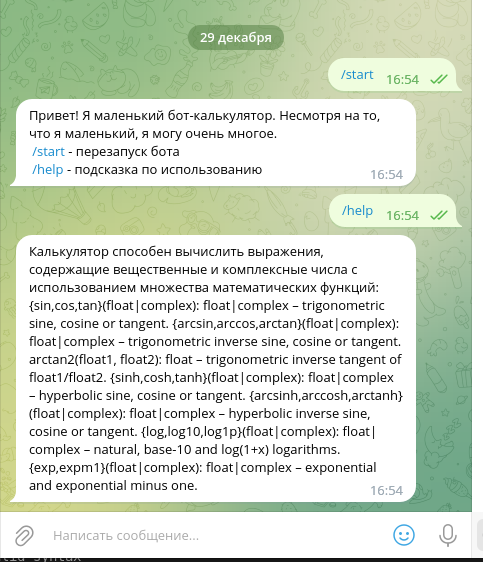 29 декабря
/start 16:54
Привет! Я маленький бот-калькулятор. Несмотря на то,
что я маленький, я могу очень многое.
/start - перезапуск бота
/help - подсказка по использованию
16:54
/help 16:54
Калькулятор способен вычислить выражения,
содержащие вещественные и комплексные числа с
использованием множества математических функций:
{sin,cos,tan}(float|complex): float|complex – trigonometric
sine, cosine or tangent. {arcsin,arccos,arctan}(float|complex):
float|complex – trigonometric inverse sine, cosine or tangent.
arctan2(float1, float2): float – trigonometric inverse tangent of
float1/float2. {sinh,cosh,tanh}(float|complex): float|complex
– hyperbolic sine, cosine or tangent. {arcsinh,arccosh,arctanh}
(float|complex): float|complex – hyperbolic inverse sine,
cosine or tangent. {log,log10,log1p}(float|complex): float|
complex – natural, base-10 and log(1+x) logarithms.
{exp,expm1}(float|complex): float|complex – exponential
and exponential minus one.
16:54
Написать сообщение...